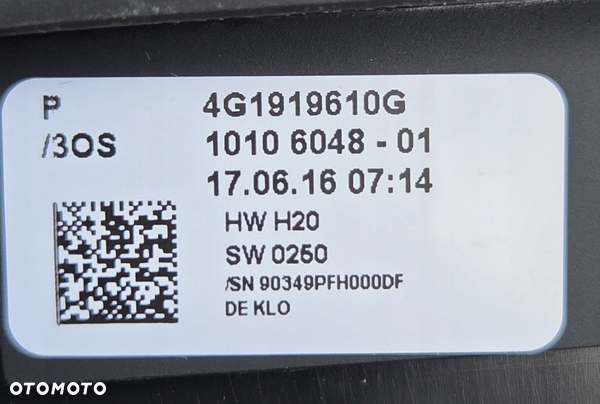 P 4G1919610G
/3OS 1010 6048 - 01
17.06.16 07:14
HW H20
SW 0250
/SN 90349PFH000DF
DE KLO
OTOMOTO